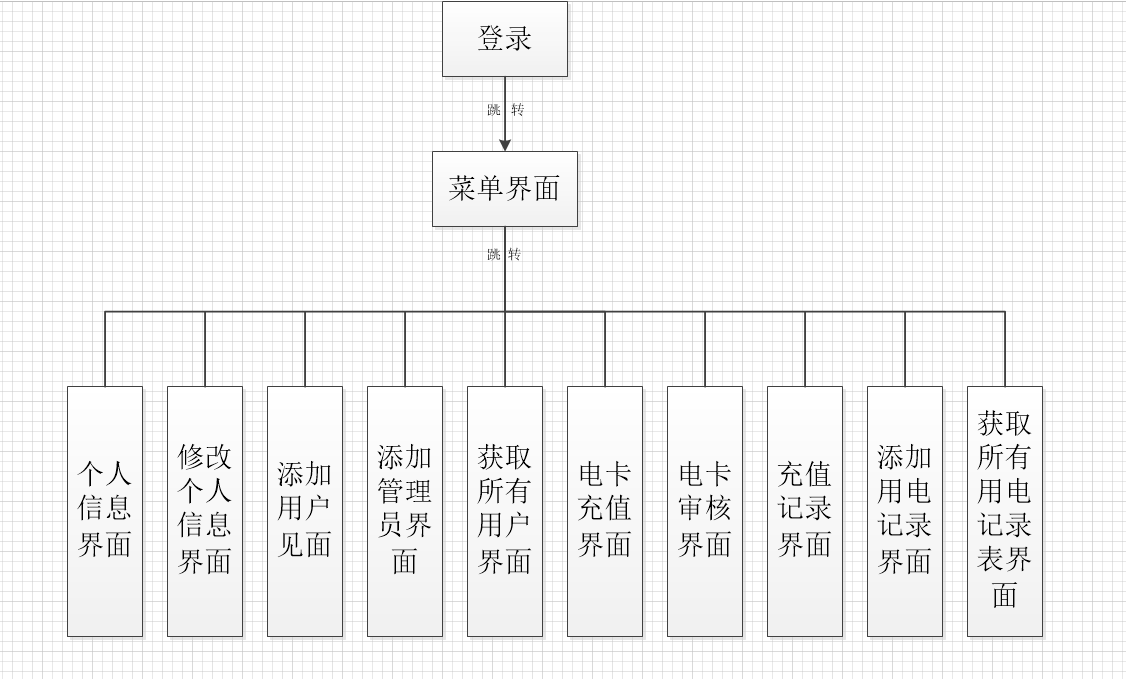 登录
跳 转
菜单界面
跳 转
个人
信息
界面
修改
个人
信息
界面
添加
用户
见面
添加
管理
员界
面
获取
所有
用户
界面
电卡
充值
界面
电卡
审核
界面
充值
记录
界面
添加
用电
记录
界面
获取
所有
用电
记录
表界
面